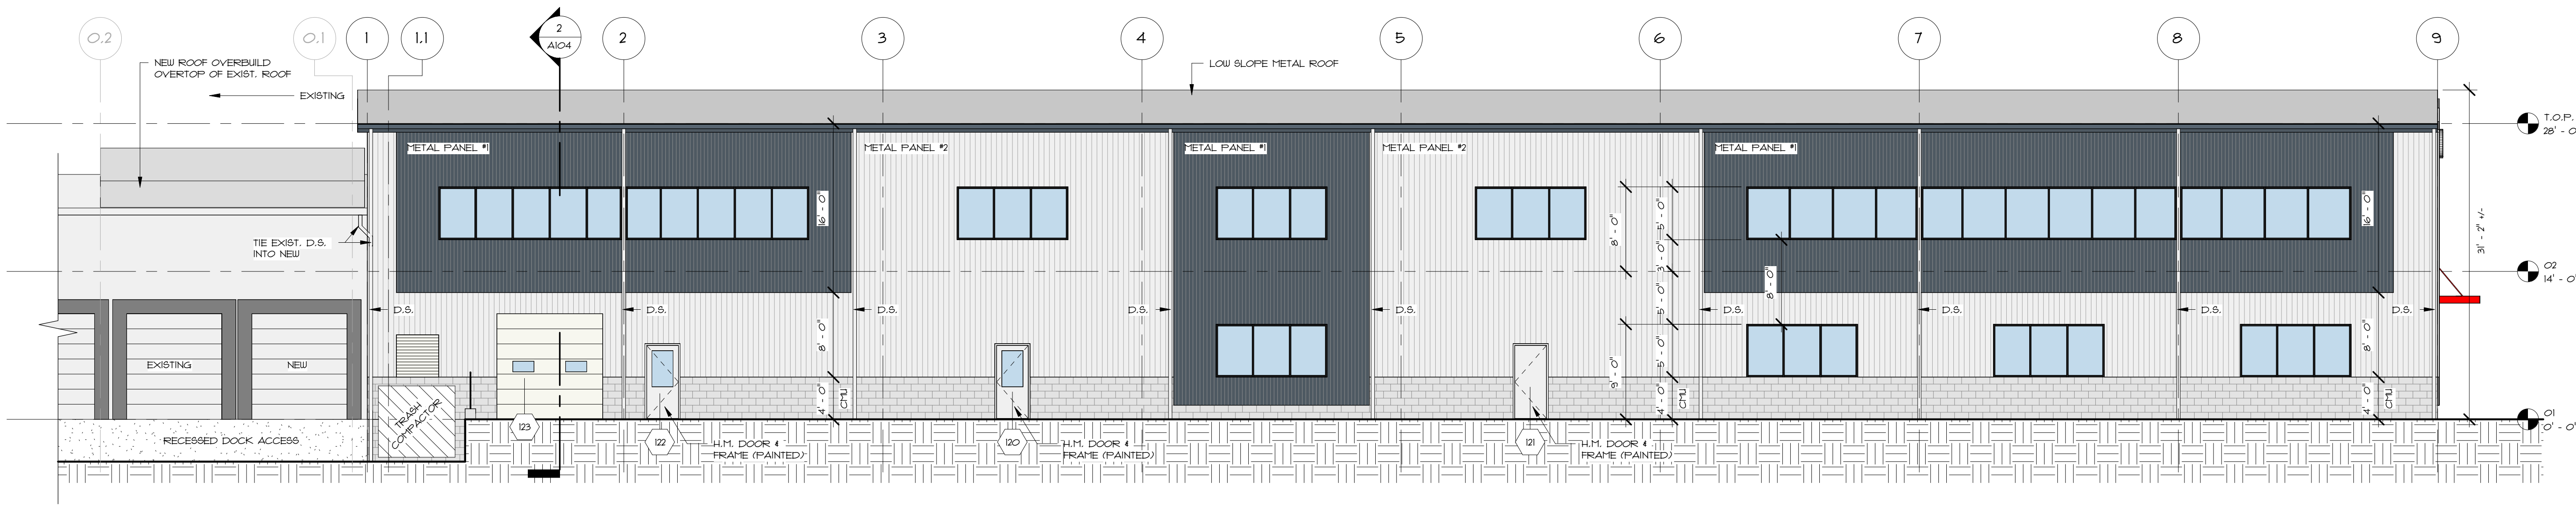 0.2
0.1
1
1.1
2
A104
2
3
4
5
6
7
8
9
NEW ROOF OVERBUILD
OVERTOP OF EXIST. ROOF
LOW SLOPE METAL ROOF
EXISTING
T.O.P.
28' - 0
METAL PANEL #1
METAL PANEL #2
METAL PANEL #1
METAL PANEL #2
METAL PANEL #1
16' - 0"
8' - 0"
5' - 0"
16' - 0"
31' - 2" +/-
TIE EXIST. D.S.
INTO NEW
3' - 0"
8' - 0"
02
14' - 0"
D.S.
D.S.
D.S.
D.S.
D.S.
D.S.
D.S.
D.S.
D.S.
8' - 0"
5' - 0"
8' - 0"
EXISTING
NEW
9' - 0"
5' - 0"
4' - 0"
CMU
4' - 0"
CMU
4' - 0"
CMU
TRASH
COMPACTOR
01
0' - 0"
RECESSED DOCK ACCESS
123
122
H.M. DOOR &
FRAME (PAINTED)
120
H.M. DOOR &
FRAME (PAINTED)
121
H.M. DOOR &
FRAME (PAINTED)